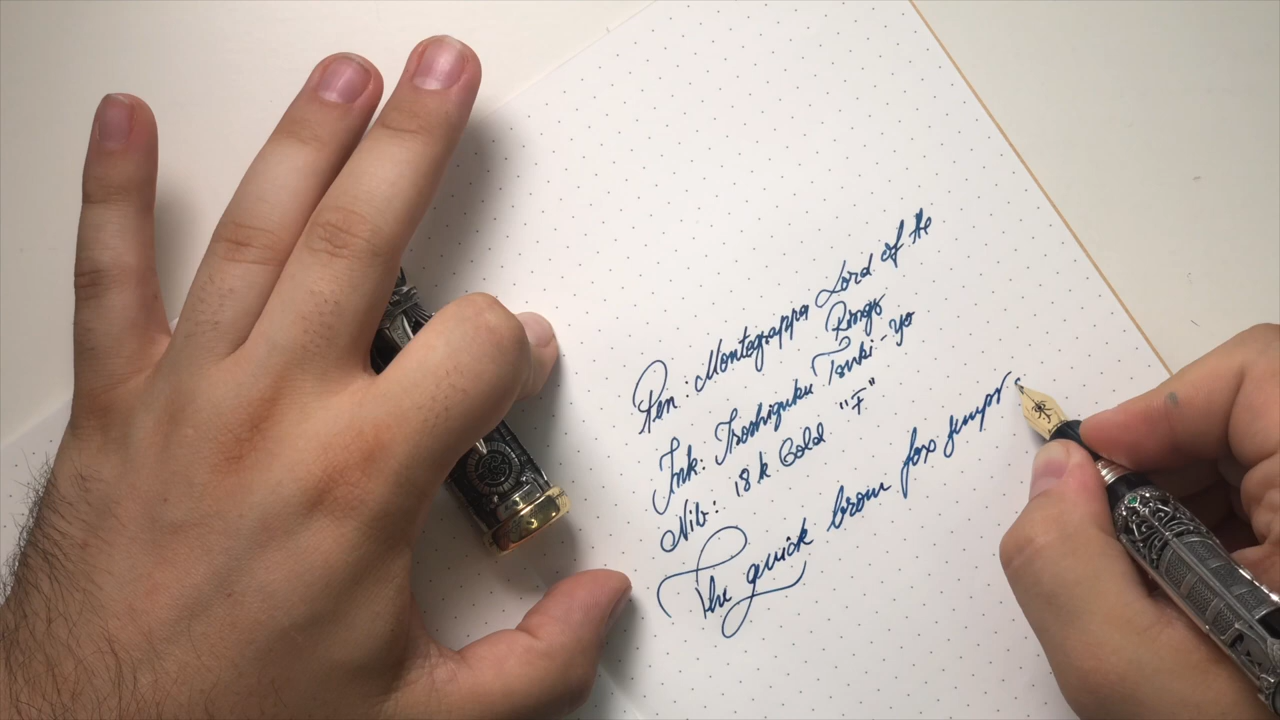 Pen: Montegrappa Lord of the
Rings
Ink: Iroshizuku Tsuki-yo
Nib: 18k Gold "F"
The quick brown fox jumps